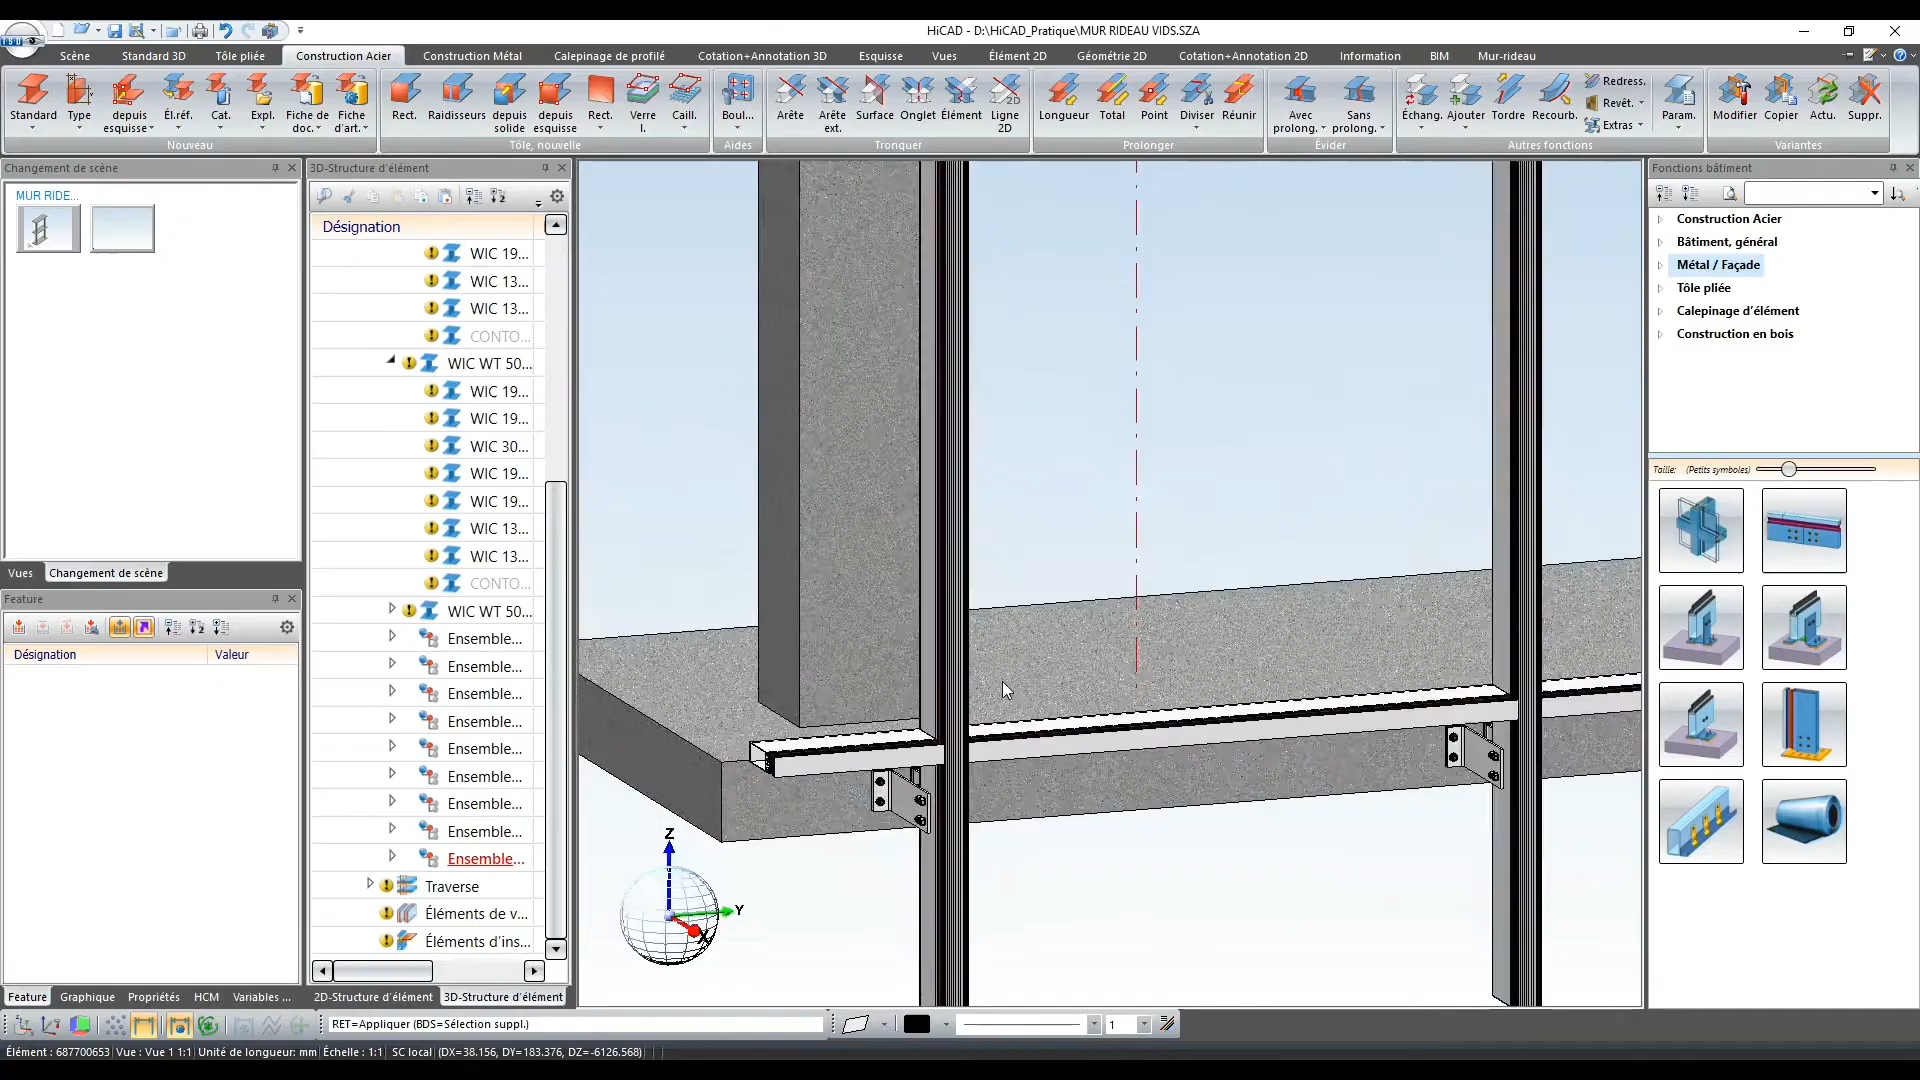 TSD
HiCAD - D:\HiCAD_Pratique\MUR RIDEAU VIDS.SZA
Scène
Standard 3D
Tôle pliée
Construction Acier
Construction Métal
Calepinage de profilé
Cotation+Annotation 3D
Esquisse
Vues
Élément 2D
Géométrie 2D
Cotation+Annotation 2D
Information
BIM
Mur-rideau
Standard
Type
depuis esquisse
Él.réf.
Cat.
Expl.
Fiche de doc.
Fiche d'art.
Nouveau
Rect.
Raidisseurs
depuis solide
depuis esquisse
Rect.
Verre I.
Caill.
Tôle, nouvelle
Boul...
Aides
Arête
Arête ext.
Surface
Onglet
Élément
Ligne 2D
Tronquer
Longueur
Total
Point
Diviser
Réunir
Prolonger
Avec prolong.
Sans prolong.
Evider
Échang.
Ajouter
Tordre
Recourb.
Redress.
Revêt.
Extras
Autres fonctions
Param.
Modifier
Copier
Actu.
Suppr.
Variantes
Changement de scène
MUR RIDE...
Vues
Changement de scène
Feature
Désignation
Valeur
Feature
Graphique
Propriétés
HCM
Variables ...
3D-Structure d'élément
Désignation
WIC 19...
WIC 13...
WIC 13...
CONTO...
WIC WT 50...
WIC 19...
WIC 19...
WIC 30...
WIC 19...
WIC 19...
WIC 13...
WIC 13...
CONTO...
WIC WT 50...
Ensemble...
Ensemble...
Ensemble...
Ensemble...
Ensemble...
Ensemble...
Ensemble...
Ensemble...
Ensemble...
Traverse
Éléments de v...
Éléments d'ins...
2D-Structure d'élément
3D-Structure d'élément
Z
Y
X
Fonctions bâtiment
Construction Acier
Bâtiment, général
Métal / Façade
Tôle pliée
Calepinage d'élément
Construction en bois
Taille: (Petits symboles)
RET=Appliquer (BDS=Sélection suppl.)
1
Élément : 687700653
Vue : Vue 1 1:1
Unité de longueur: mm
Échelle : 1:1
SC local
(DX=38.156, DY=183.376, DZ=-6126.568)